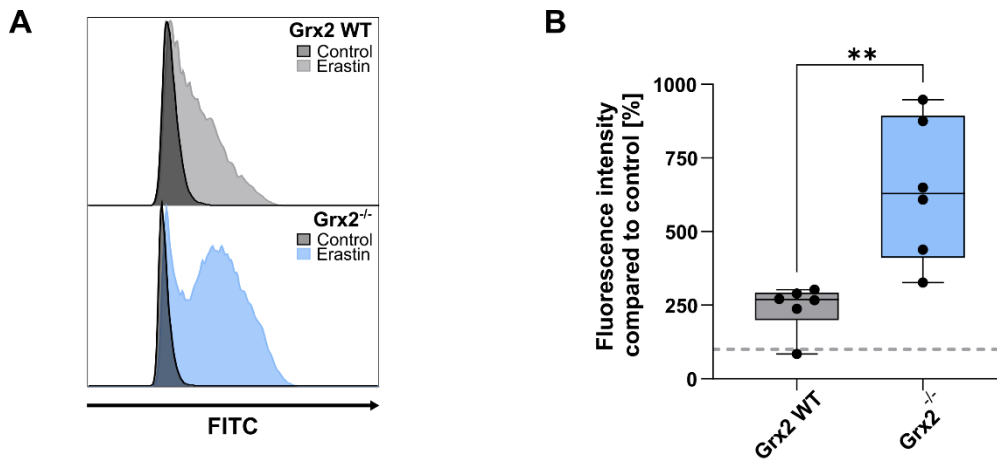 A
Grx2 WT
Control
Erastin
Grx2-/-
Control
Erastin
FITC
B
**
Fluorescence intensity
compared to control [%]
1000
750
500
250
0
Grx2 WT
Grx2-/-